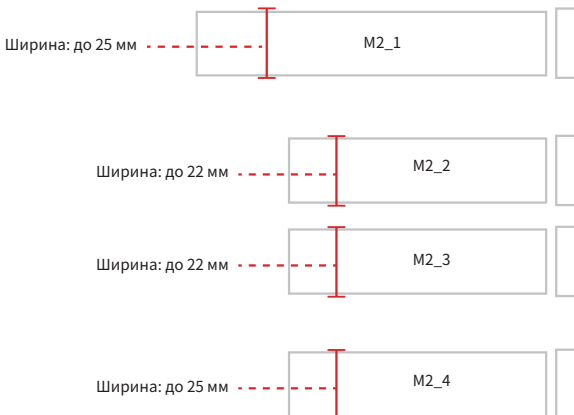 Ширина: до 25 мм M2_1
Ширина: до 22 мм M2_2
Ширина: до 22 мм M2_3
Ширина: до 25 мм M2_4